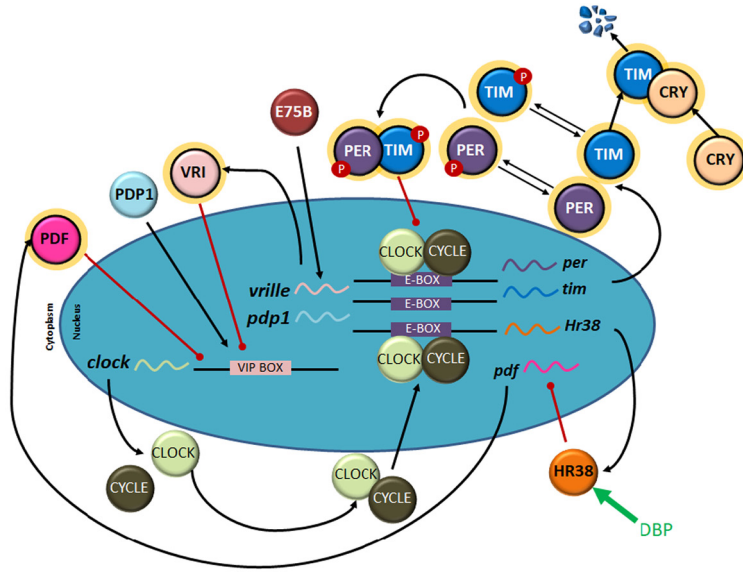 TIM
CRY
P
TIM
E75B
P
PER
TIM
P
P
PER
TIM
CRY
VRI
PDP1
PER
PDF
CLOCK
CYCLE
per
E-BOX
vrille
tim
E-BOX
pdp1
Hr38
E-BOX
Cytoplasm
Nucleus
CLOCK
CYCLE
clock
VIP BOX
pdf
CLOCK
CYCLE
CLOCK
CYCLE
HR38
DBP